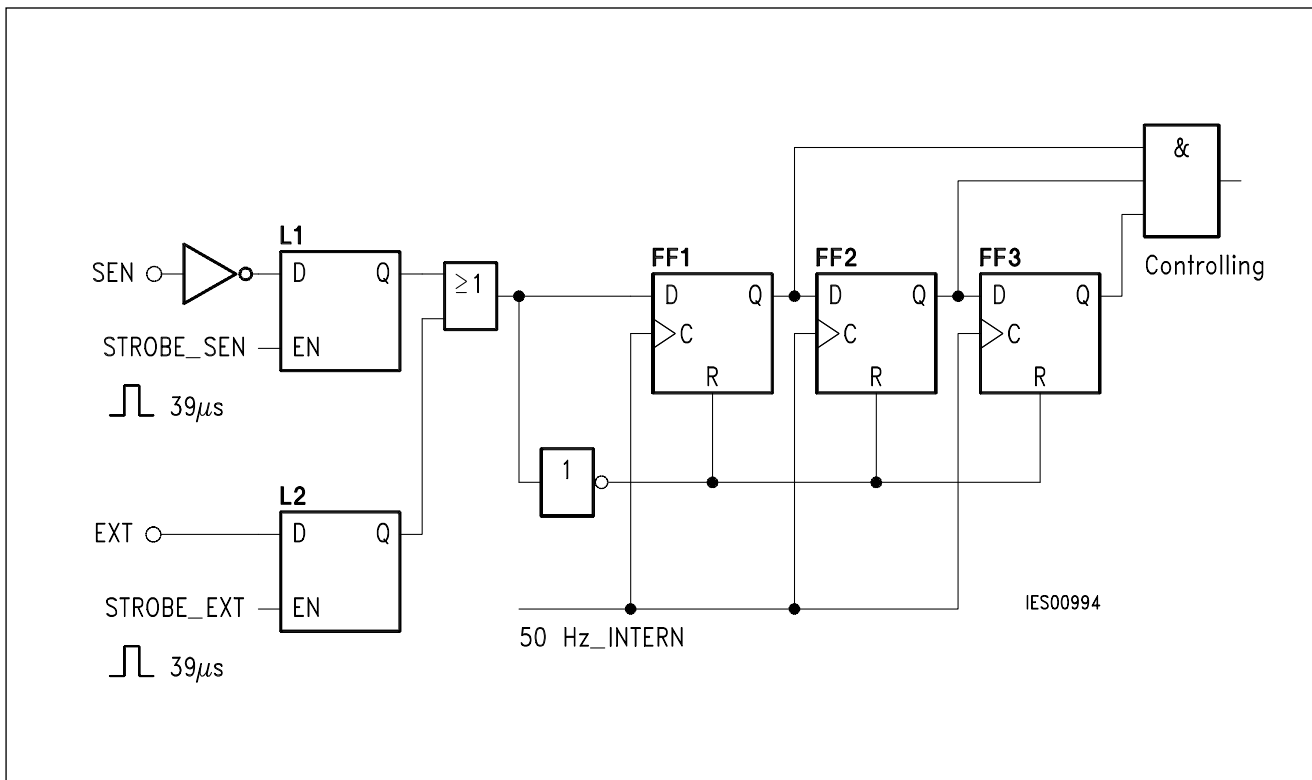 &
Controlling
SEN
L1
D Q
EN
STROBE_SEN
39µs
≥1
FF1
D Q
C
R
FF2
D Q
C
R
FF3
D Q
C
R
1
EXT
L2
D Q
EN
STROBE_EXT
39µs
50 Hz_INTERN
IES00994